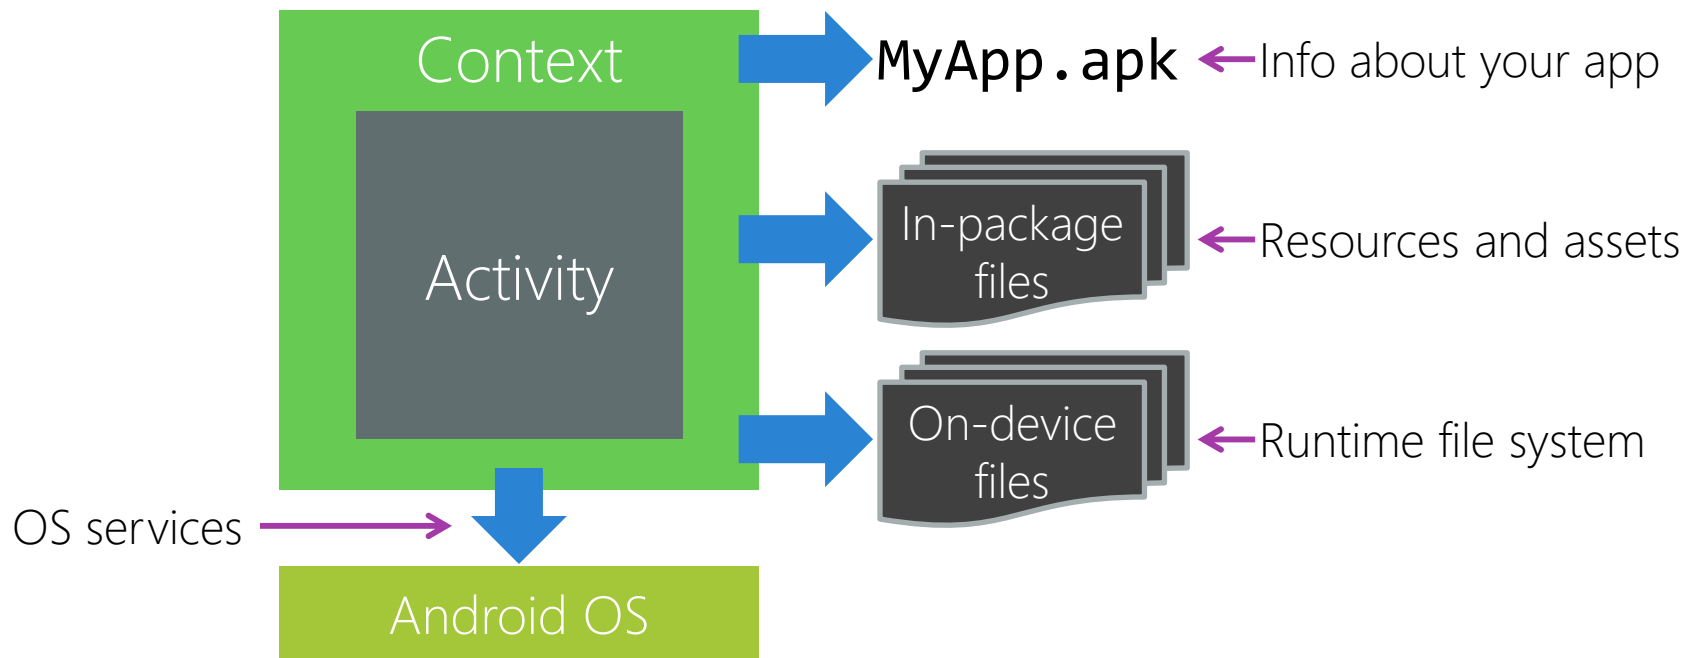 Context
MyApp.apk
Info about your app
Activity
In-package
files
Resources and assets
On-device
files
Runtime file system
OS services
Android OS